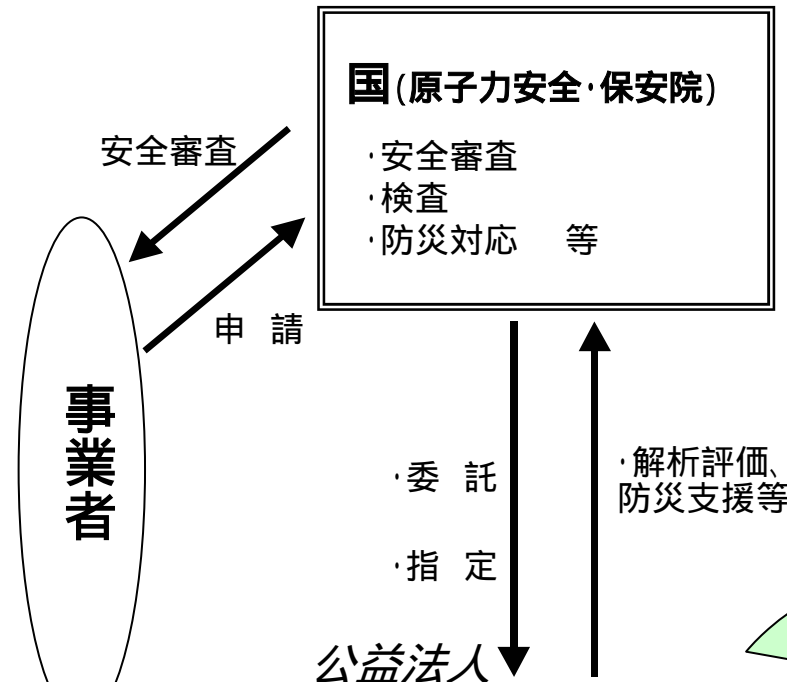 国(原子力安全・保安院)
・安全審査
・検査
・防災対応　等
安全審査
申 請
事業者
・委 託
・指 定
・解析評価、
防災支援等
公益法人